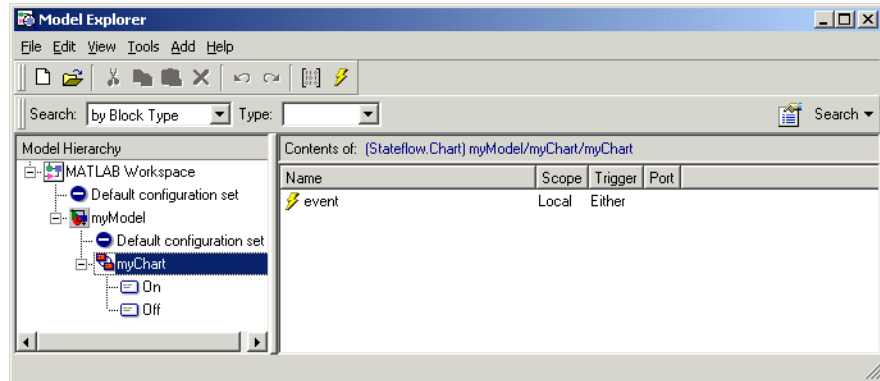 Model Explorer
File Edit View Tools Add Help
Search: by Block Type Type: Search
Model Hierarchy
Contents of: (Stateflow.Chart) myModel/myChart/myChart
MATLAB Workspace
Name Scope Trigger Port
Default configuration set
event Local Either
myModel
Default configuration set
myChart
On
Off